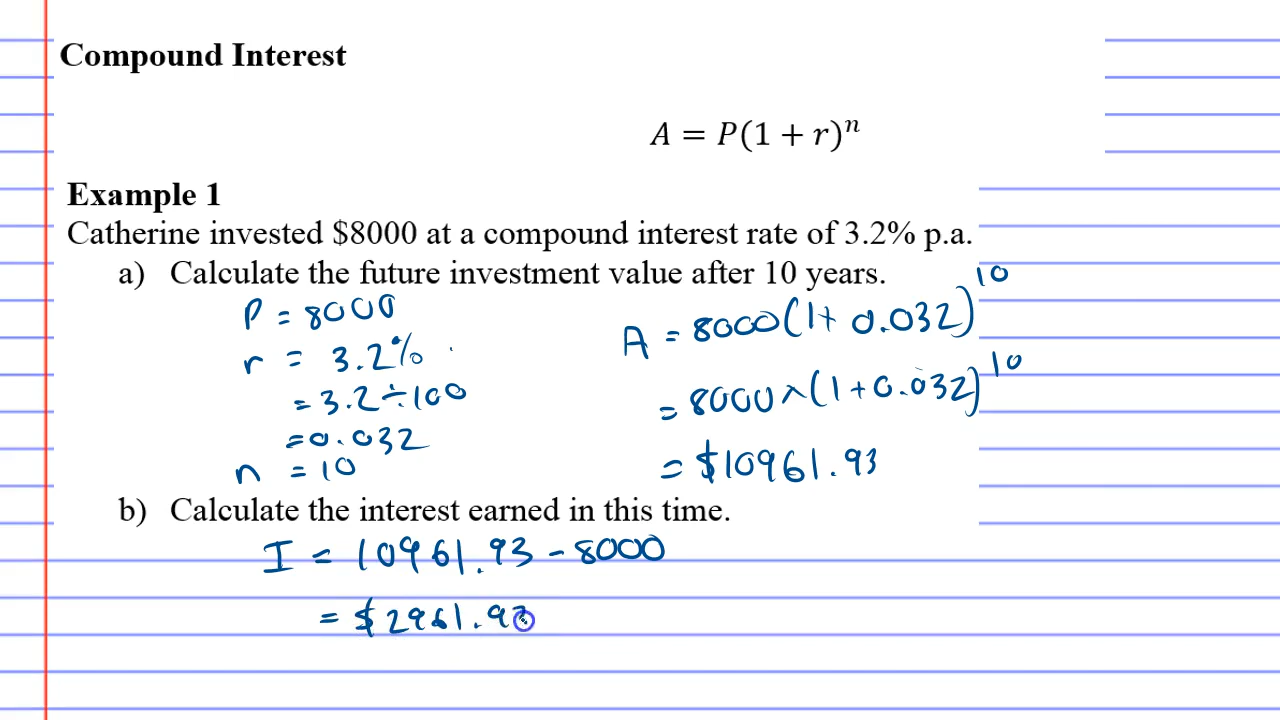 Compound Interest
A = P(1 + r)^n
Example 1
Catherine invested $8000 at a compound interest rate of 3.2% p.a.
a) Calculate the future investment value after 10 years.
P = 8000
r = 3.2%
= 3.2 ÷ 100
= 0.032
n = 10
A = 8000(1+ 0.032)^10
= 8000 × (1+0.032)^10
= $10961.93
b) Calculate the interest earned in this time.
I = 10961.93 - 8000
= $2961.93